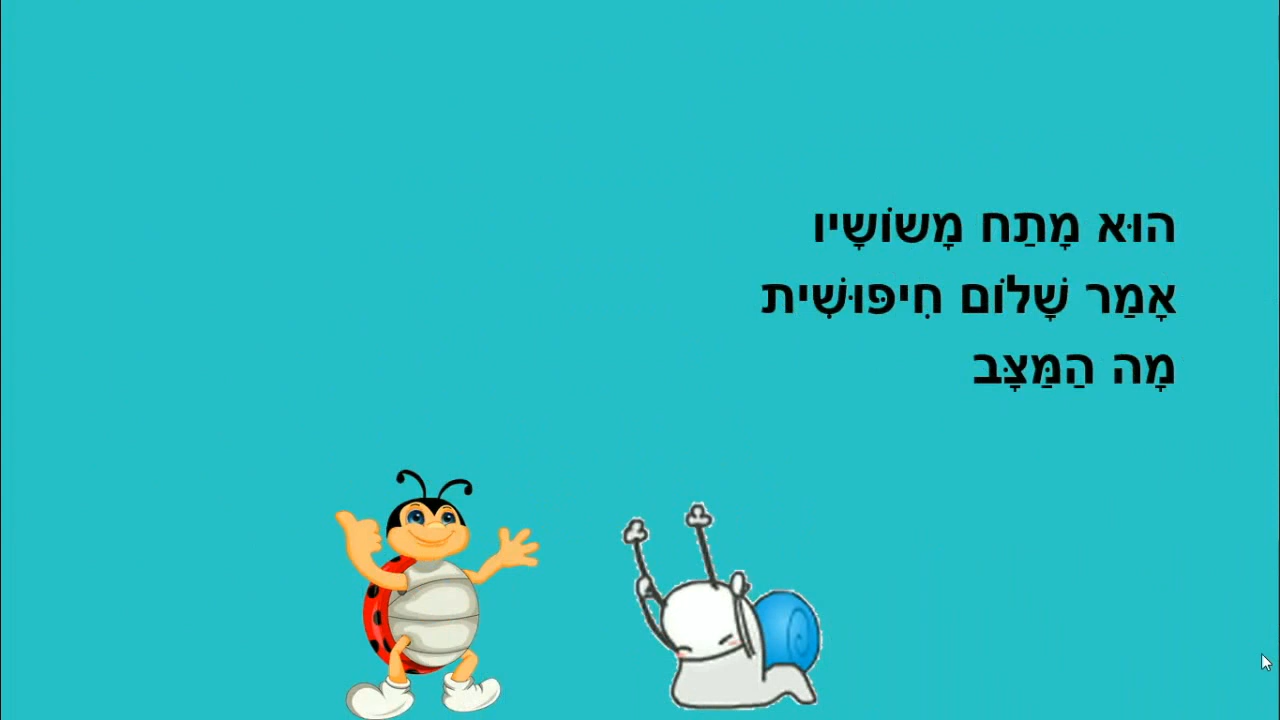 הוּא מָתַח מָשׁוֹשָׁיו
אָמַר שָׁלוֹם חִיפּוּשִׁית
מָה הַמַּצָּב